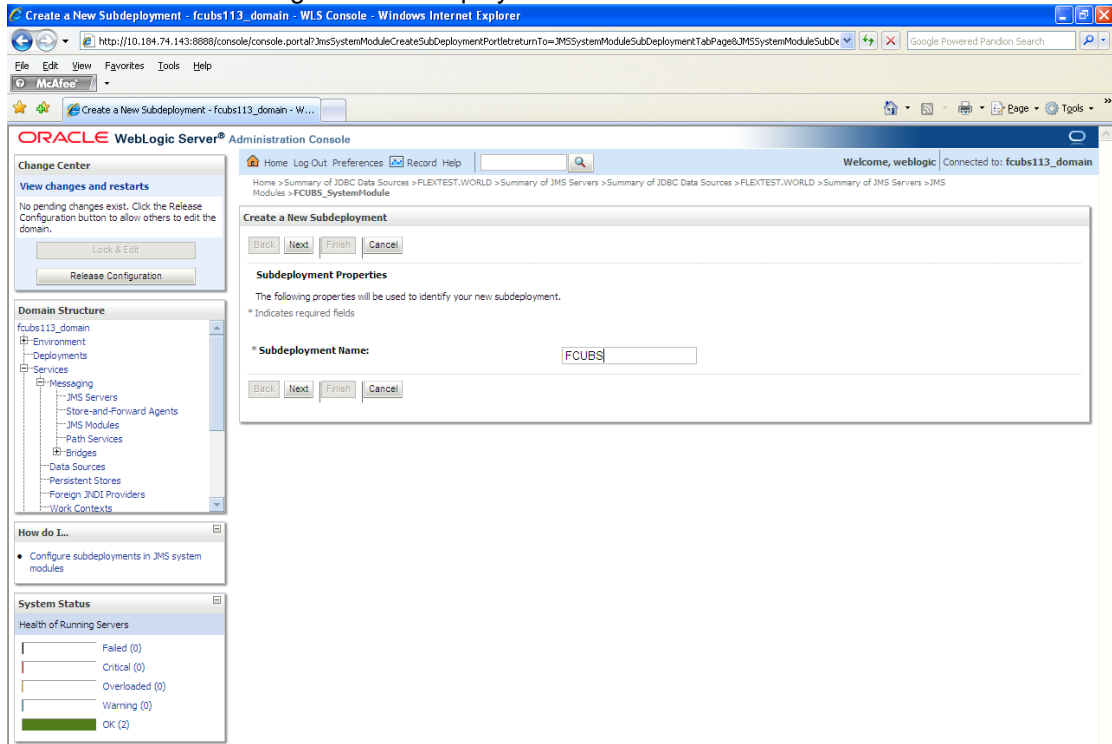 Create a New Subdeployment - fcubs113_domain - WLS Console - Windows Internet Explorer
http://10.184.74.143:8888/console/console.portal?JmsSystemModuleCreateSubDeploymentPortletreturnTo=JMSSystemModuleSubDeploymentTabPage&JMSSystemModuleSubDe
Google Powered Pandion Search
File Edit View Favorites Tools Help
McAfee
Create a New Subdeployment - fcubs113_domain - W...
Page Tools
ORACLE WebLogic Server® Administration Console
Change Center
View changes and restarts
No pending changes exist. Click the Release
Configuration button to allow others to edit the
domain.
Lock & Edit
Release Configuration
Domain Structure
fcubs113_domain
Environment
Deployments
Services
Messaging
JMS Servers
Store-and-Forward Agents
JMS Modules
Path Services
Bridges
Data Sources
Persistent Stores
Foreign JNDI Providers
Work Contexts
How do I...
Configure subdeployments in JMS system
modules
System Status
Health of Running Servers
Failed (0)
Critical (0)
Overloaded (0)
Warning (0)
OK (2)
Home Log Out Preferences Record Help
Welcome, weblogic Connected to: fcubs113_domain
Home >Summary of JDBC Data Sources >FLEXTEST.WORLD >Summary of JMS Servers >Summary of JDBC Data Sources >FLEXTEST.WORLD >Summary of JMS Servers >JMS
Modules >FCUBS_SystemModule
Create a New Subdeployment
Back Next Finish Cancel
Subdeployment Properties
The following properties will be used to identify your new subdeployment.
* Indicates required fields
* Subdeployment Name: FCUBS
Back Next Finish Cancel